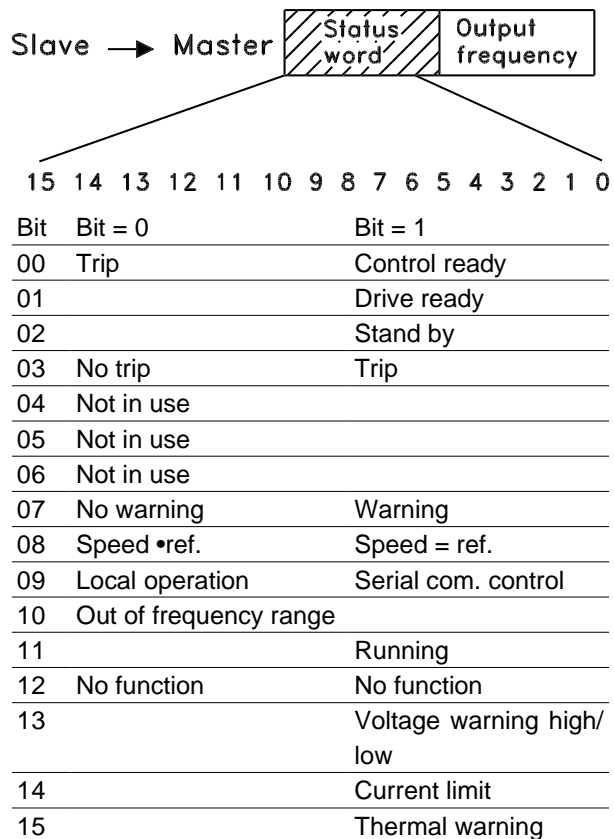 Slave → Master Status word Output frequency
15 14 13 12 11 10 9 8 7 6 5 4 3 2 1 0
Bit Bit = 0 Bit = 1
00 Trip Control ready
01 Drive ready
02 Stand by
03 No trip Trip
04 Not in use
05 Not in use
06 Not in use
07 No warning Warning
08 Speed •ref. Speed = ref.
09 Local operation Serial com. control
10 Out of frequency range
11 Running
12 No function No function
13 Voltage warning high/
low
14 Current limit
15 Thermal warning